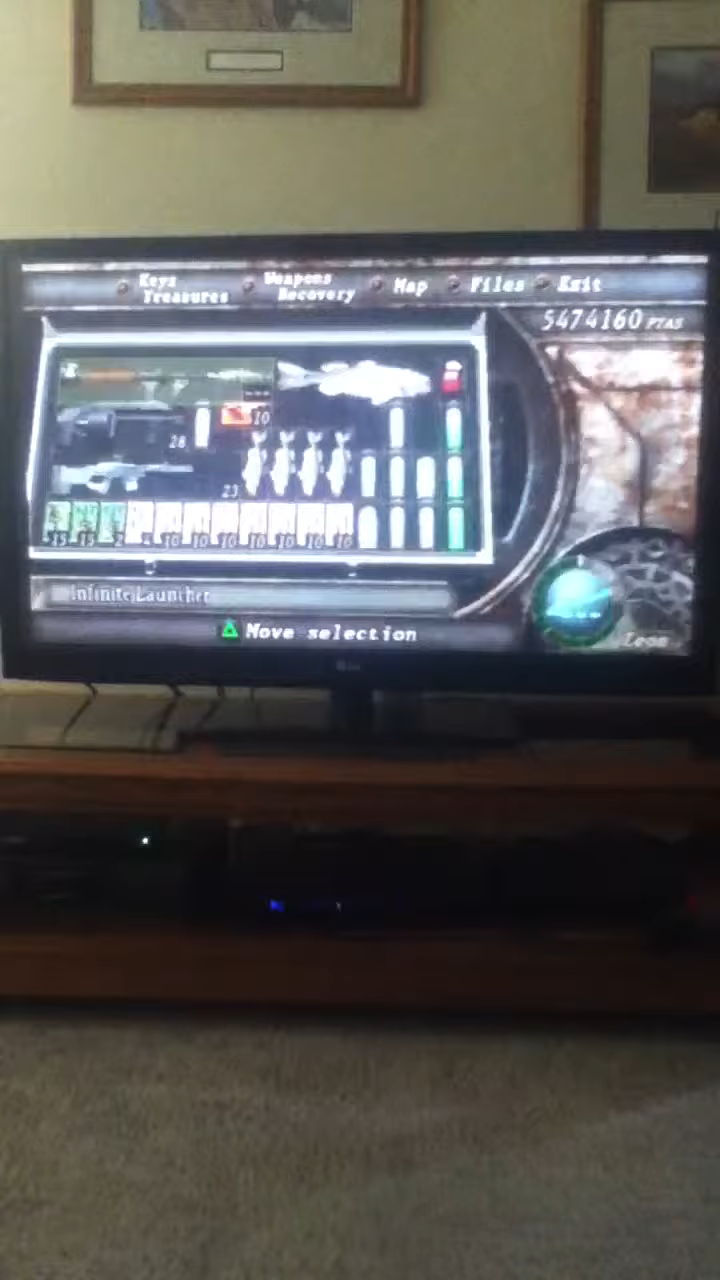 Keys Treasures
Weapons Recovery
Map
Files
Exit
5474160 PTAS
10
28
23
15 15 2 4 10 10 10 10 10 10 10
Infinite Launcher
Move selection
Leon